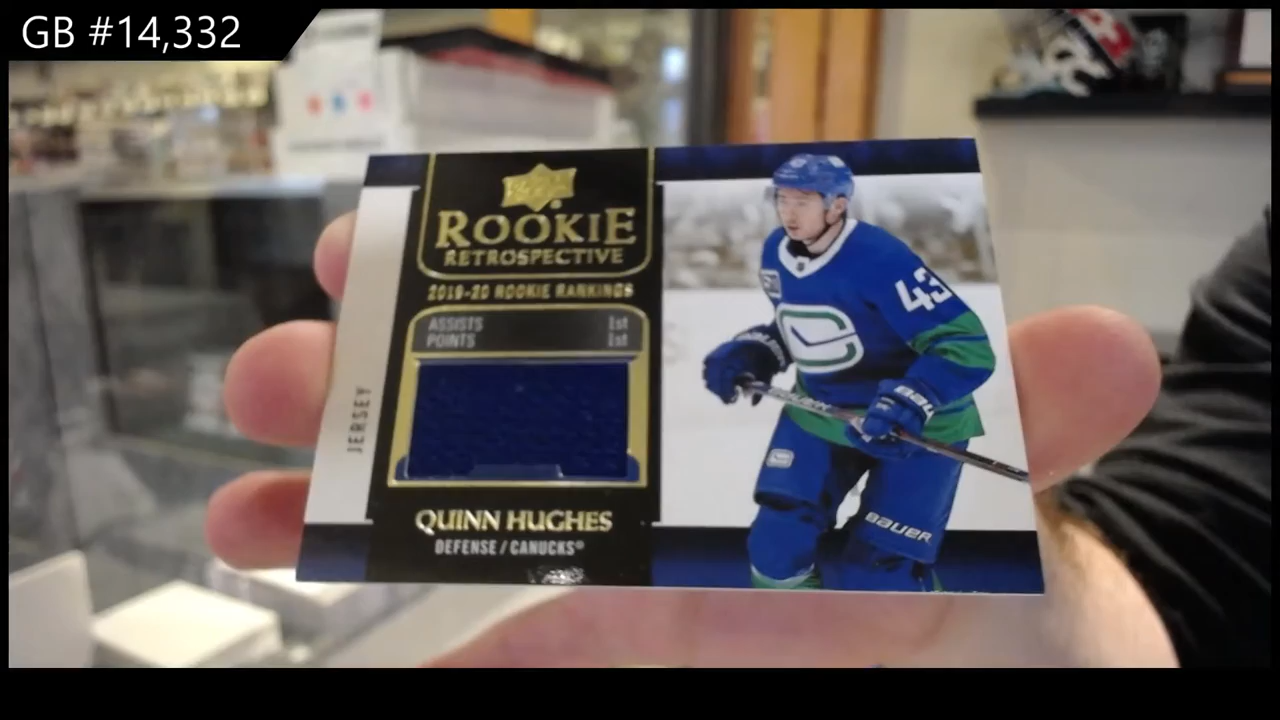 GB #14,332
ROOKIE
RETROSPECTIVE
2019-20 ROOKIE RANKINGS
ASSISTS 1st
POINTS 1st
JERSEY
QUINN HUGHES
DEFENSE / CANUCKS®
43
BAUER